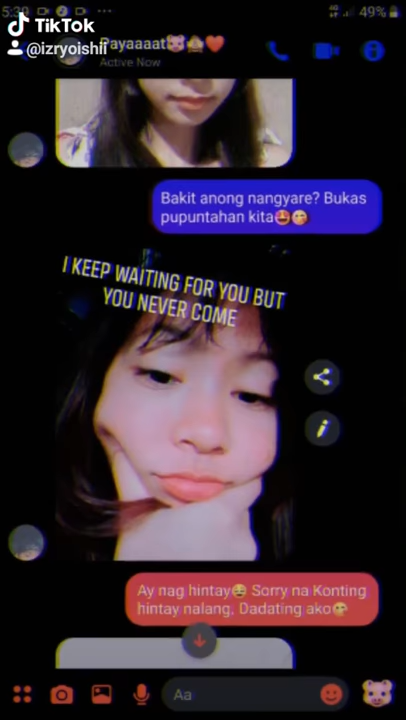 5:39
49%
TikTok
@izryoishii
Payaaaat🐷🙈❤️
Active Now
Bakit anong nangyare? Bukas
pupuntahan kita🤩😋
I KEEP WAITING FOR YOU BUT
YOU NEVER COME
Ay nag hintay😝 Sorry na Konting
hintay nalang, Dadating ako😋
Aa